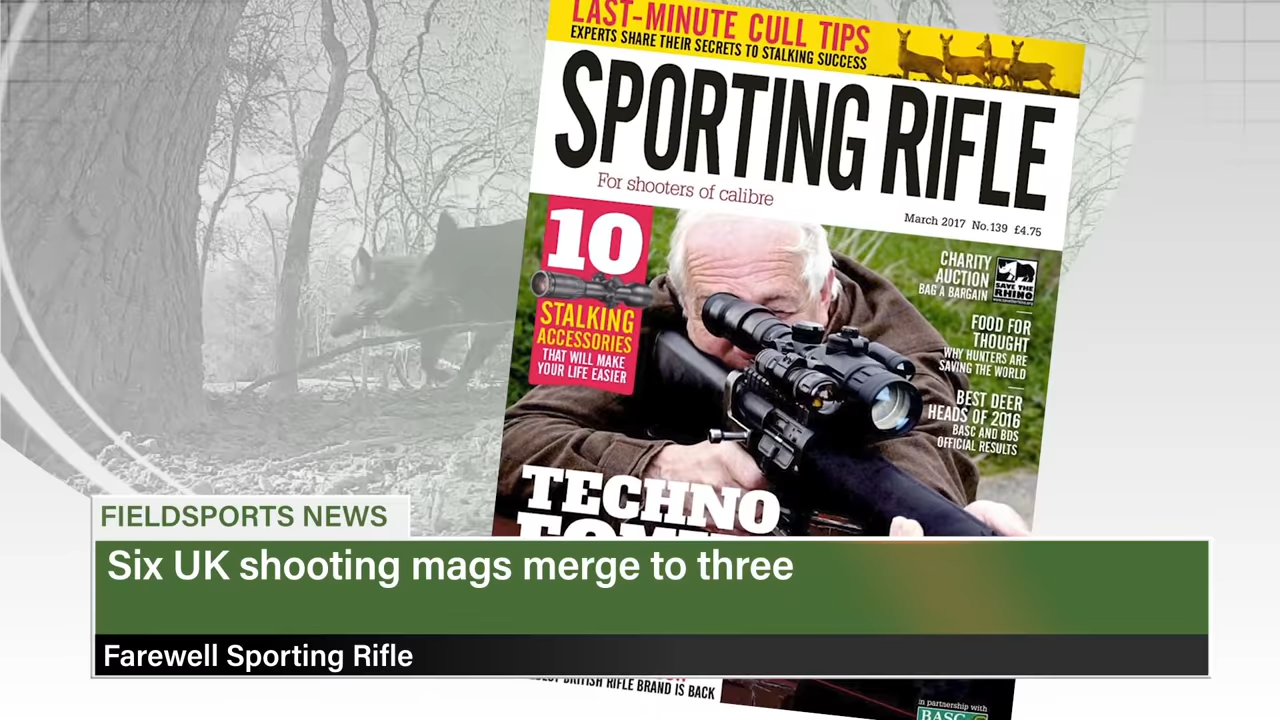 LAST-MINUTE CULL TIPS
EXPERTS SHARE THEIR SECRETS TO STALKING SUCCESS
SPORTING RIFLE
For shooters of calibre
March 2017 No.139 £4.75
10
STALKING
ACCESSORIES
THAT WILL MAKE
YOUR LIFE EASIER
CHARITY
AUCTION
BAG A BARGAIN
SAVE THE
RHINO
FOOD FOR
THOUGHT
WHY HUNTERS ARE
SAVING THE WORLD
BEST DEER
HEADS OF 2016
BASC AND BDS
OFFICIAL RESULTS
TECHNO
FIELDSPORTS NEWS
Six UK shooting mags merge to three
Farewell Sporting Rifle
BRITISH RIFLE BRAND IS BACK
in partnership with
BASC